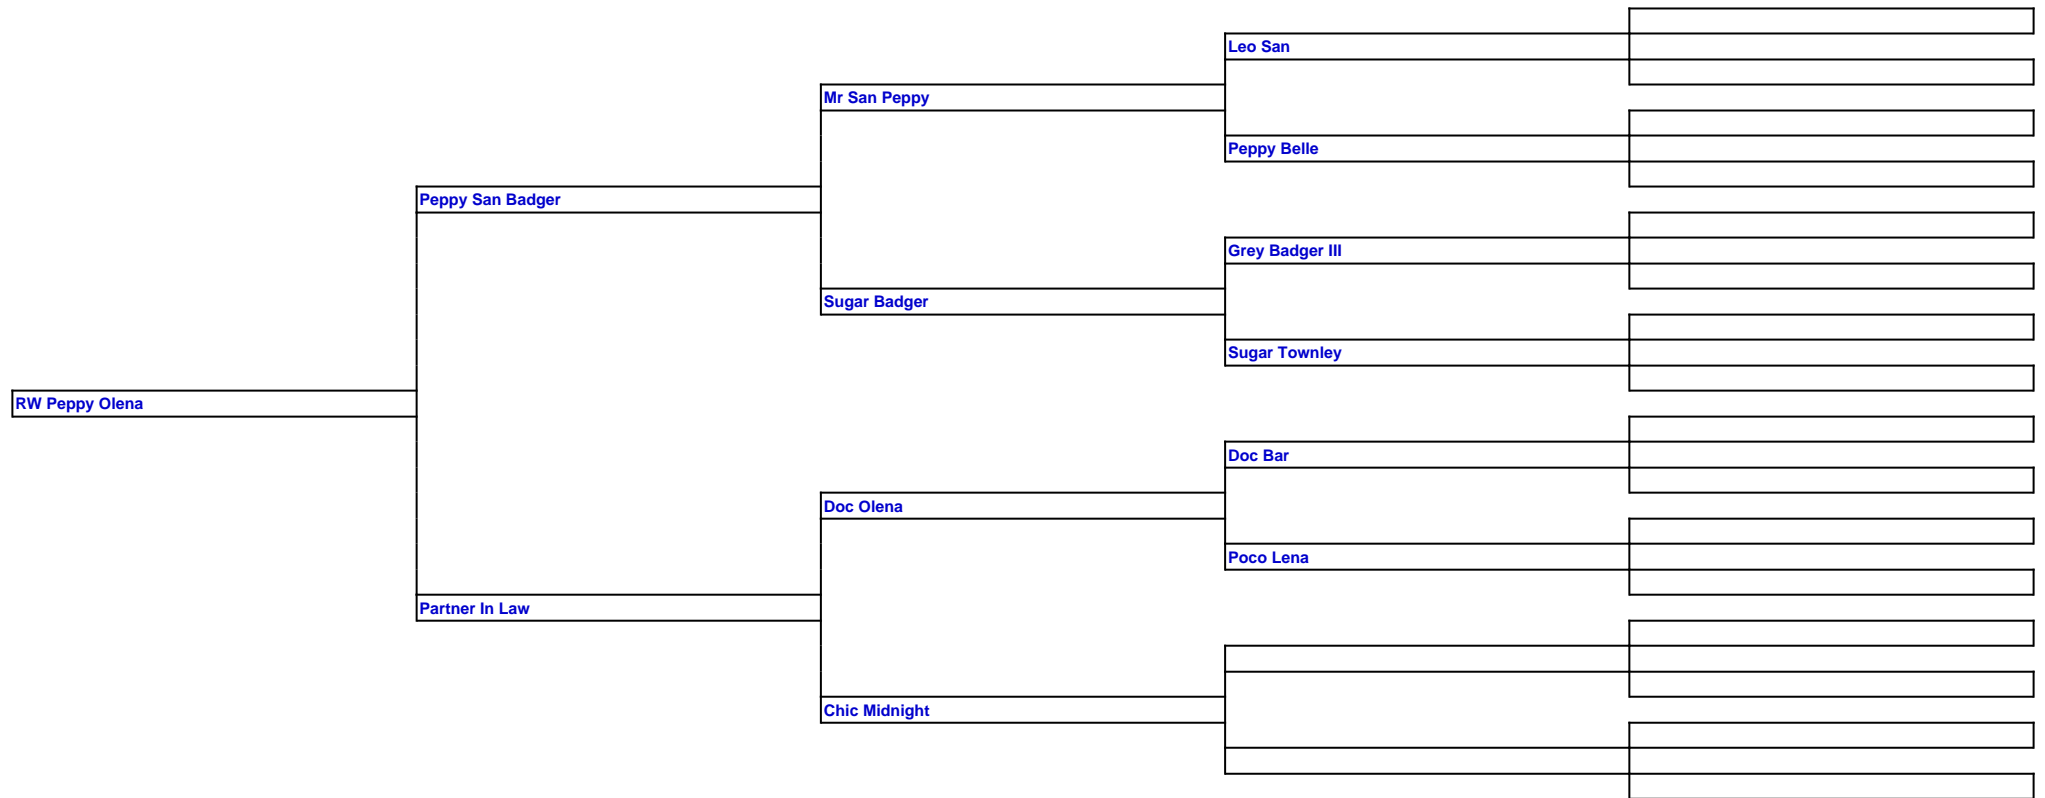 Leo San
Mr San Peppy
Peppy Belle
Peppy San Badger
Grey Badger III
Sugar Badger
Sugar Townley
RW Peppy Olena
Doc Bar
Doc Olena
Poco Lena
Partner In Law
Chic Midnight